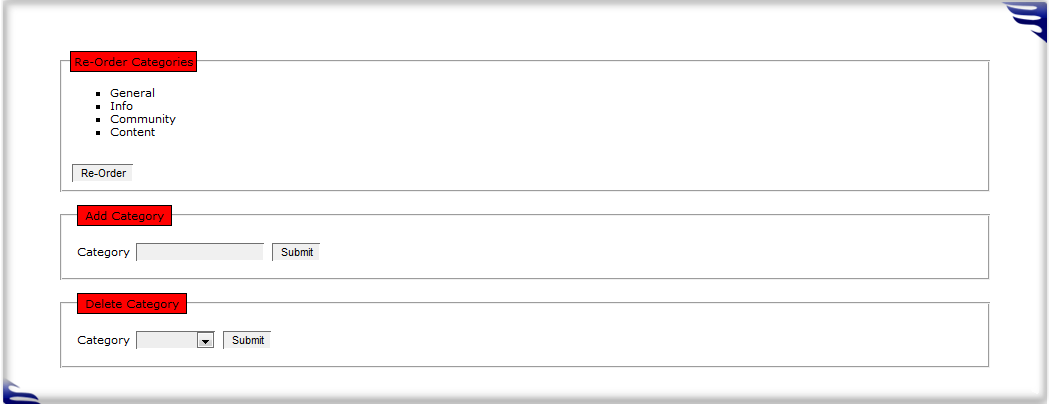 Re-Order Categories
General
Info
Community
Content
Re-Order
Add Category
Category Submit
Delete Category
Category Submit